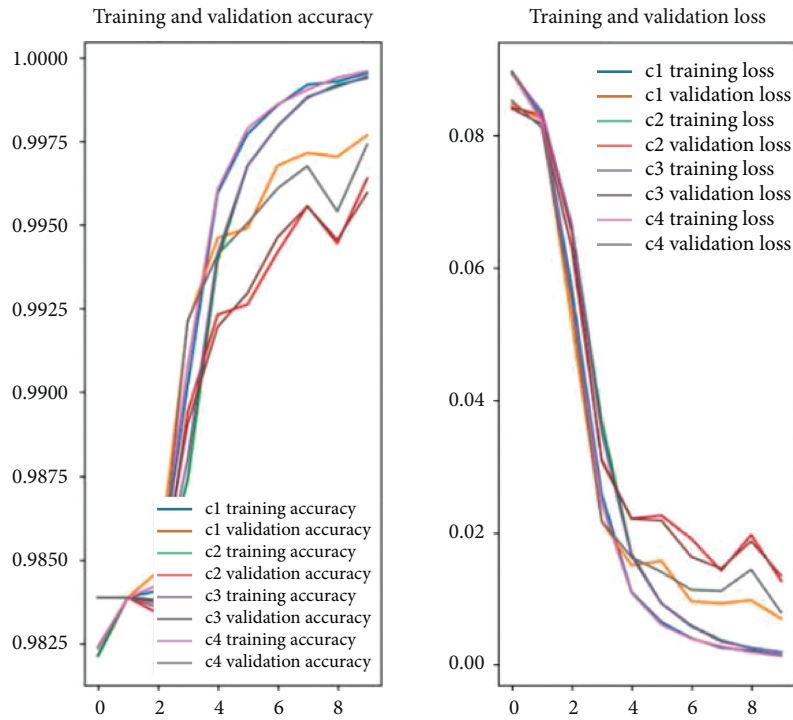 Training and validation accuracy
1.0000
0.9975
0.9950
0.9925
0.9900
0.9875
0.9850
0.9825
c1 training accuracy
c1 validation accuracy
c2 training accuracy
c2 validation accuracy
c3 training accuracy
c3 validation accuracy
c4 training accuracy
c4 validation accuracy
0 2 4 6 8
Training and validation loss
0.08
0.06
0.04
0.02
0.00
c1 training loss
c1 validation loss
c2 training loss
c2 validation loss
c3 training loss
c3 validation loss
c4 training loss
c4 validation loss
0 2 4 6 8